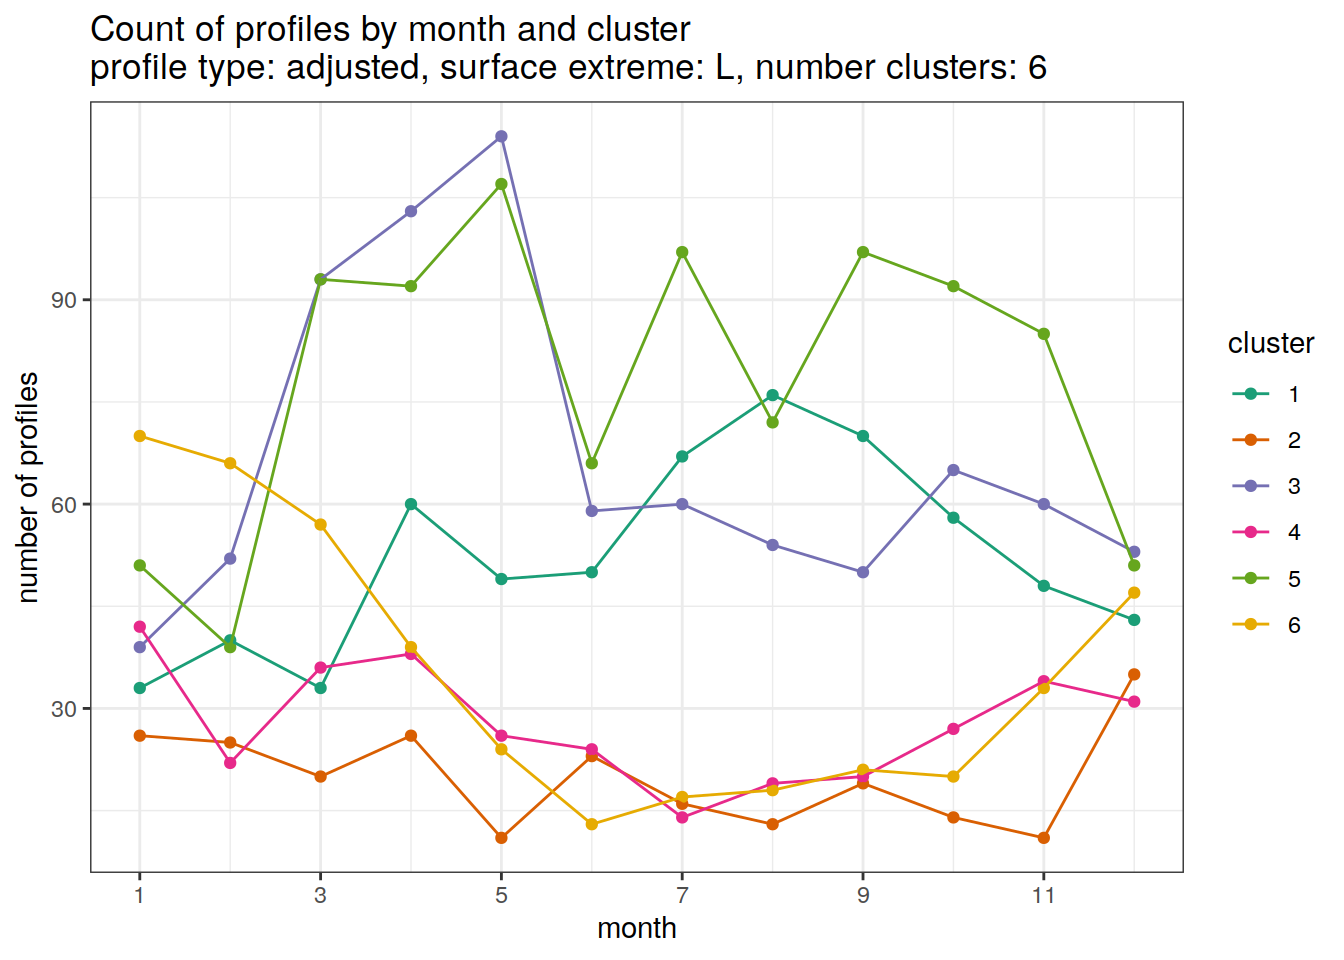 Count of profiles by month and cluster
profile type: adjusted, surface extreme: L, number clusters: 6
number of profiles
90
60
30
1 3 5 7 9 11
month
cluster
1
2
3
4
5
6